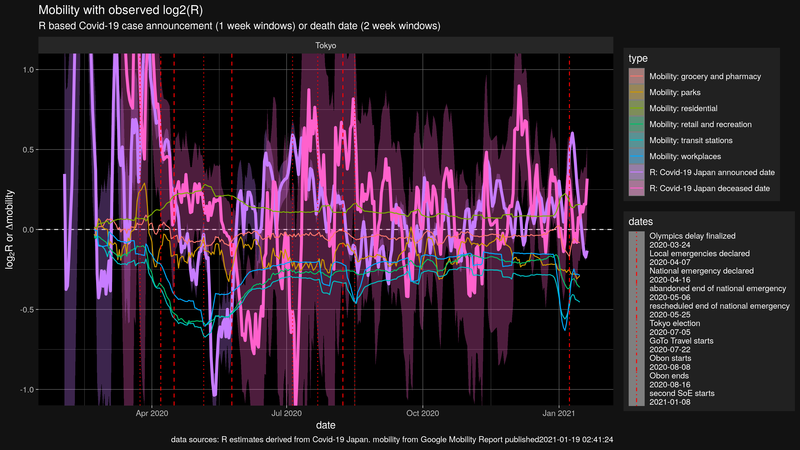 Mobility with observed log2(R)
R based Covid-19 case announcement (1 week windows) or death date (2 week windows)
Tokyo
1.0
0.5
0.0
-0.5
-1.0
log₂R or Δmobility
Apr 2020
Jul 2020
Oct 2020
Jan 2021
date
data sources: R estimates derived from Covid-19 Japan. mobility from Google Mobility Report published2021-01-19 02:41:24
type
Mobility: grocery and pharmacy
Mobility: parks
Mobility: residential
Mobility: retail and recreation
Mobility: transit stations
Mobility: workplaces
R: Covid-19 Japan announced date
R: Covid-19 Japan deceased date
dates
Olympics delay finalized
2020-03-24
Local emergencies declared
2020-04-07
National emergency declared
2020-04-16
abandoned end of national emergency
2020-05-06
rescheduled end of national emergency
2020-05-25
Tokyo election
2020-07-05
GoTo Travel starts
2020-07-22
Obon starts
2020-08-08
Obon ends
2020-08-16
second SoE starts
2021-01-08